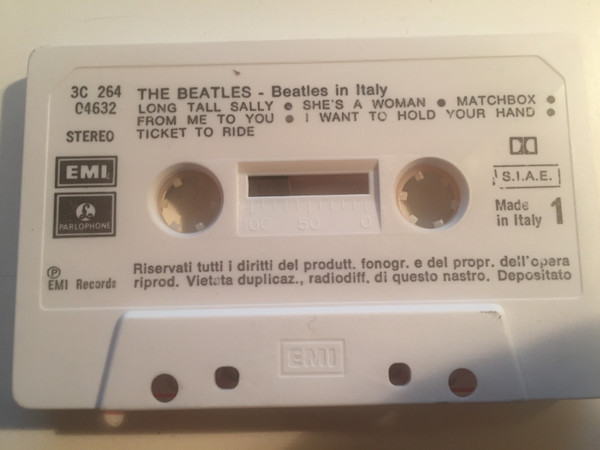 3C 264
04632
STEREO
THE BEATLES - Beatles in Italy
LONG TALL SALLY ● SHE'S A WOMAN ● MATCHBOX ●
FROM ME TO YOU ● I WANT TO HOLD YOUR HAND ●
TICKET TO RIDE
EMI
PARLOPHONE
S.I.A.E.
Made
in Italy 1
100 50 0
Ⓟ
EMI Records
Riservati tutti i diritti del produtt. fonogr. e del propr. dell'opera
riprod. Vietata duplicaz., radiodiff. di questo nastro. Depositato
EMI